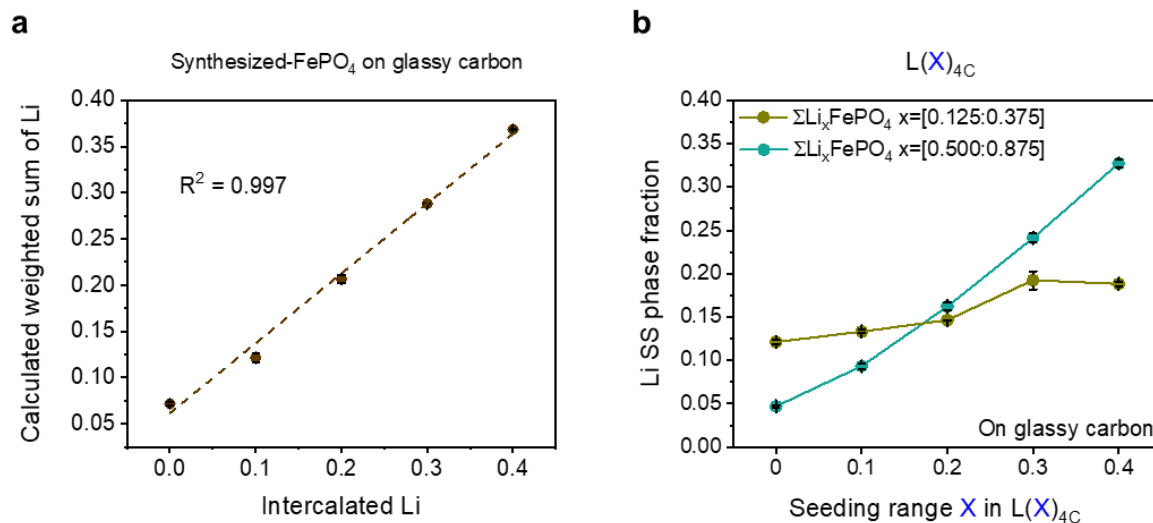 a
Synthesized-FePO₄ on glassy carbon
Calculated weighted sum of Li
0.40
0.35
0.30
0.25
0.20
0.15
0.10
0.05
R² = 0.997
0.0 0.1 0.2 0.3 0.4
Intercalated Li
b
L(X)₄C
Li SS phase fraction
0.40
0.35
0.30
0.25
0.20
0.15
0.10
0.05
0.00
ΣLiₓFePO₄ x=[0.125:0.375]
ΣLiₓFePO₄ x=[0.500:0.875]
On glassy carbon
0 0.1 0.2 0.3 0.4
Seeding range X in L(X)₄C